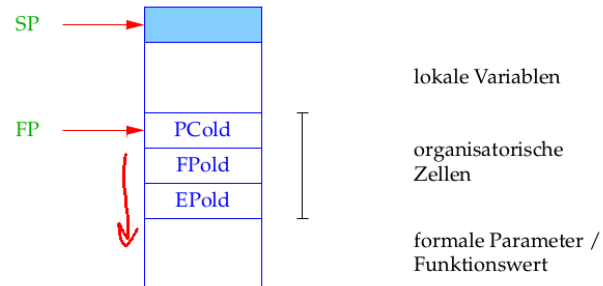 SP
lokale Variablen
FP
PCold
FPold
EPold
organisatorische
Zellen
formale Parameter /
Funktionswert